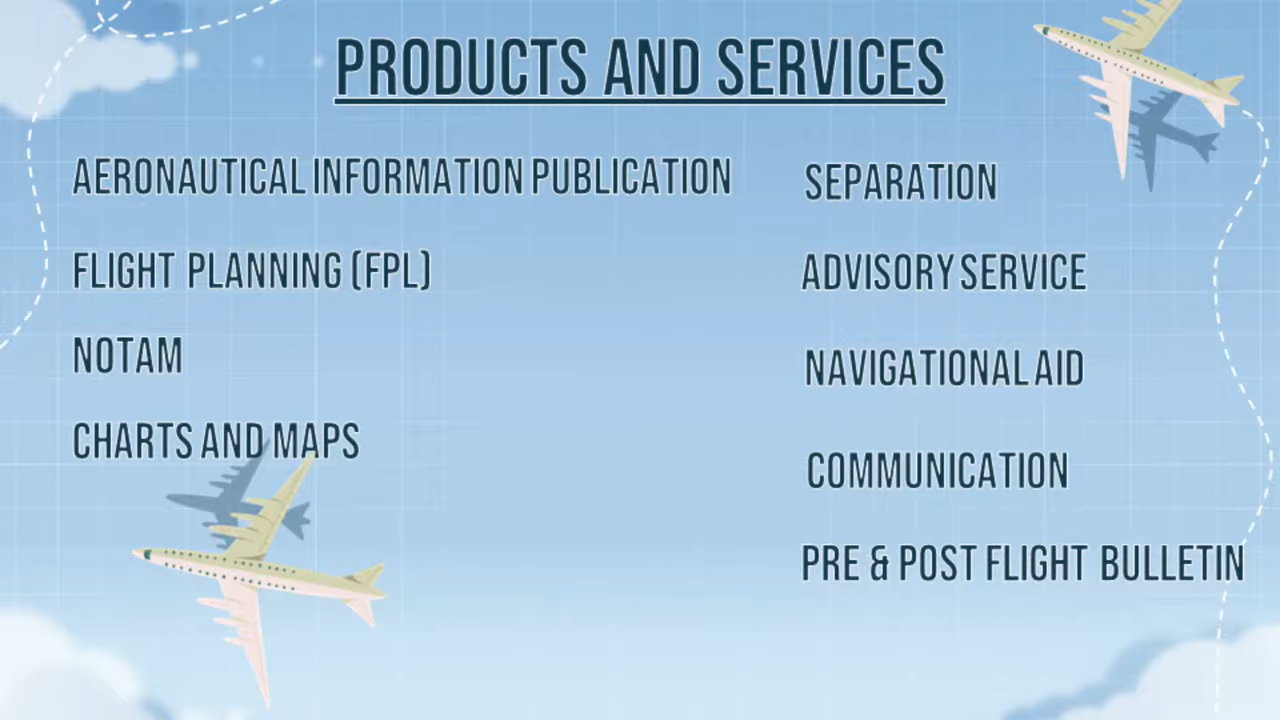 PRODUCTS AND SERVICES
AERONAUTICAL INFORMATION PUBLICATION
FLIGHT PLANNING (FPL)
NOTAM
CHARTS AND MAPS
SEPARATION
ADVISORY SERVICE
NAVIGATIONAL AID
COMMUNICATION
PRE & POST FLIGHT BULLETIN